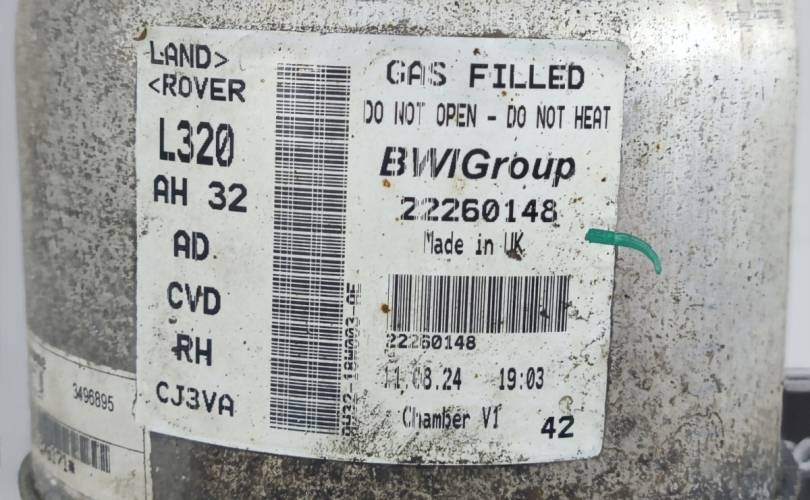 LAND>
<ROVER
L320
AH 32
AD
CVD
RH
CJ3VA
GAS FILLED
DO NOT OPEN - DO NOT HEAT
BWIGroup
22260148
Made in UK
22260148
11.08.24 19:03
Chamber V1
42
3496895